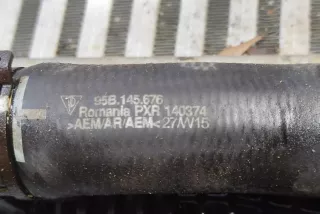 95B.145.676
Romania PXR 140374
>AEM/AR/AEM< 27/W15